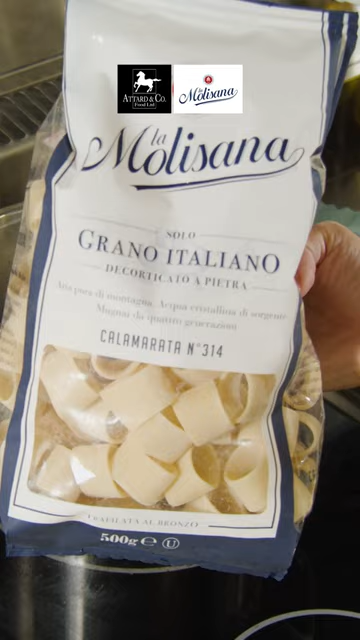 ATTARD & CO.
Food Ltd
la
Molisana
la
Molisana
SOLO
GRANO ITALIANO
DECORTICATO A PIETRA
Aria pura di montagna. Acqua cristallina di sorgente.
Mugnai da quattro generazioni
CALAMARATA N°314
TRAFILATA AL BRONZO
500g ℮ U